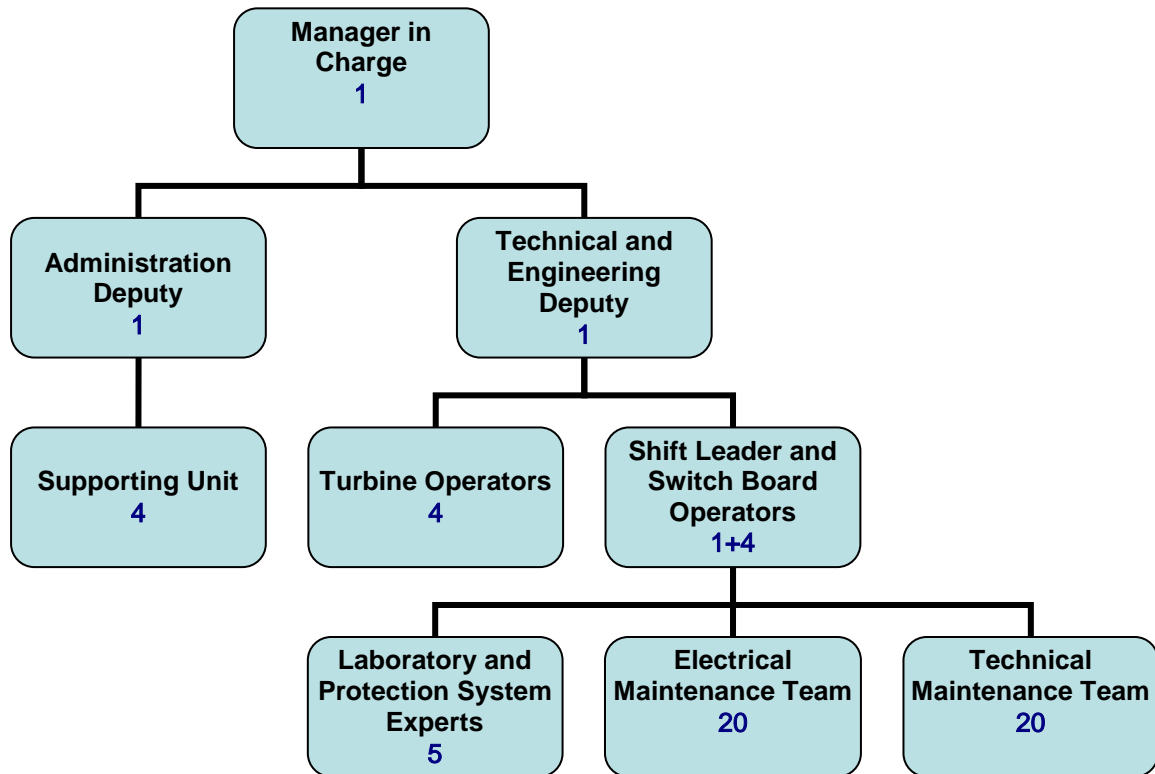 Manager in
Charge
1
Administration
Deputy
1
Technical and
Engineering
Deputy
1
Supporting Unit
4
Turbine Operators
4
Shift Leader and
Switch Board
Operators
1+4
Laboratory and
Protection System
Experts
5
Electrical
Maintenance Team
20
Technical
Maintenance Team
20